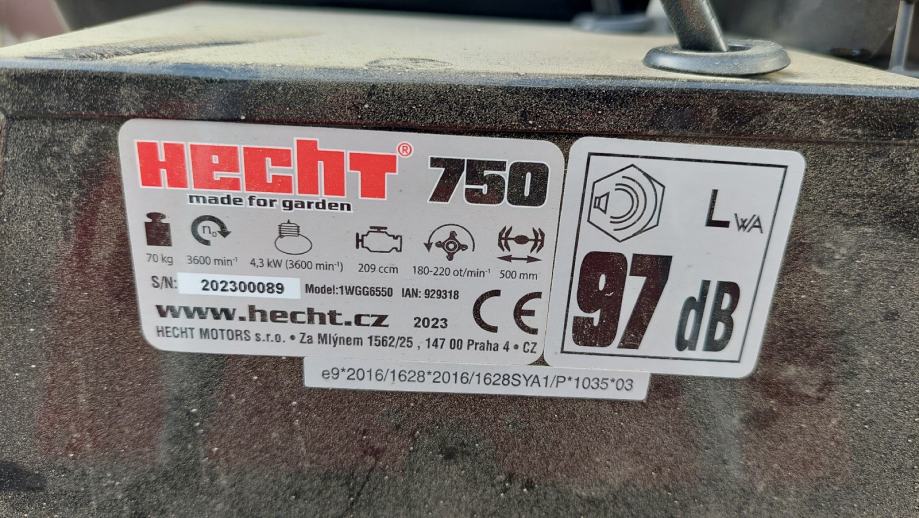 HECHT® 750
made for garden
70 kg 3600 min⁻¹ 4,3 kW (3600 min⁻¹) 209 ccm 180-220 ot/min⁻¹ 500 mm
S/N: 202300089 Model:1WGG6550 IAN: 929318
www.hecht.cz 2023 CE
HECHT MOTORS s.r.o. • Za Mlýnem 1562/25 , 147 00 Praha 4 • CZ
n₀
LWA
97 dB
e9*2016/1628*2016/1628SYA1/P*1035*03